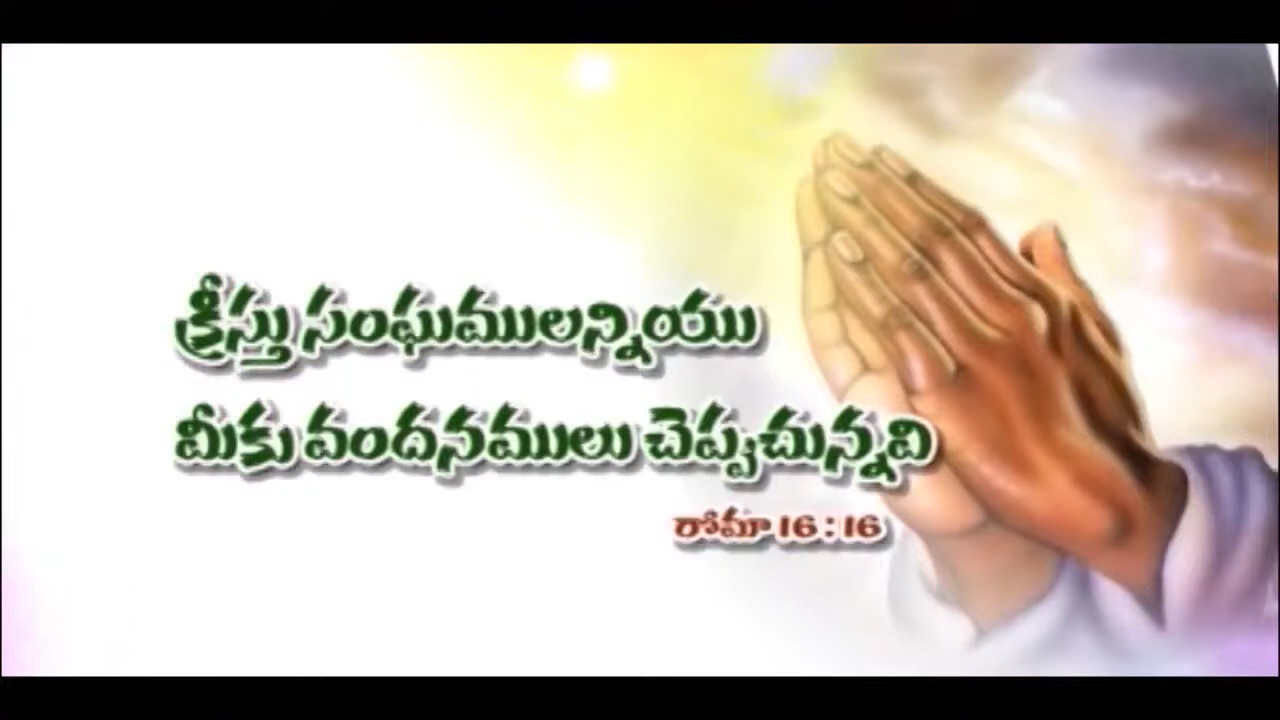 క్రీస్తు సంఘములన్నియు
మీకు వందనములు చెప్పుచున్నవి
రోమా 16 : 16